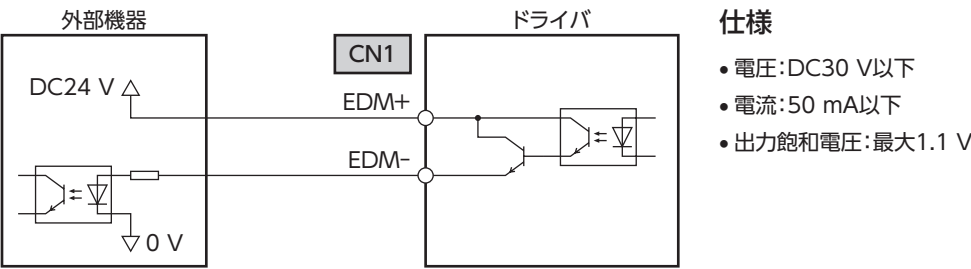 外部機器
ドライバ
仕様
CN1
DC24 V
EDM+
EDM−
0 V
• 電圧:DC30 V以下
• 電流:50 mA以下
• 出力飽和電圧:最大1.1 V